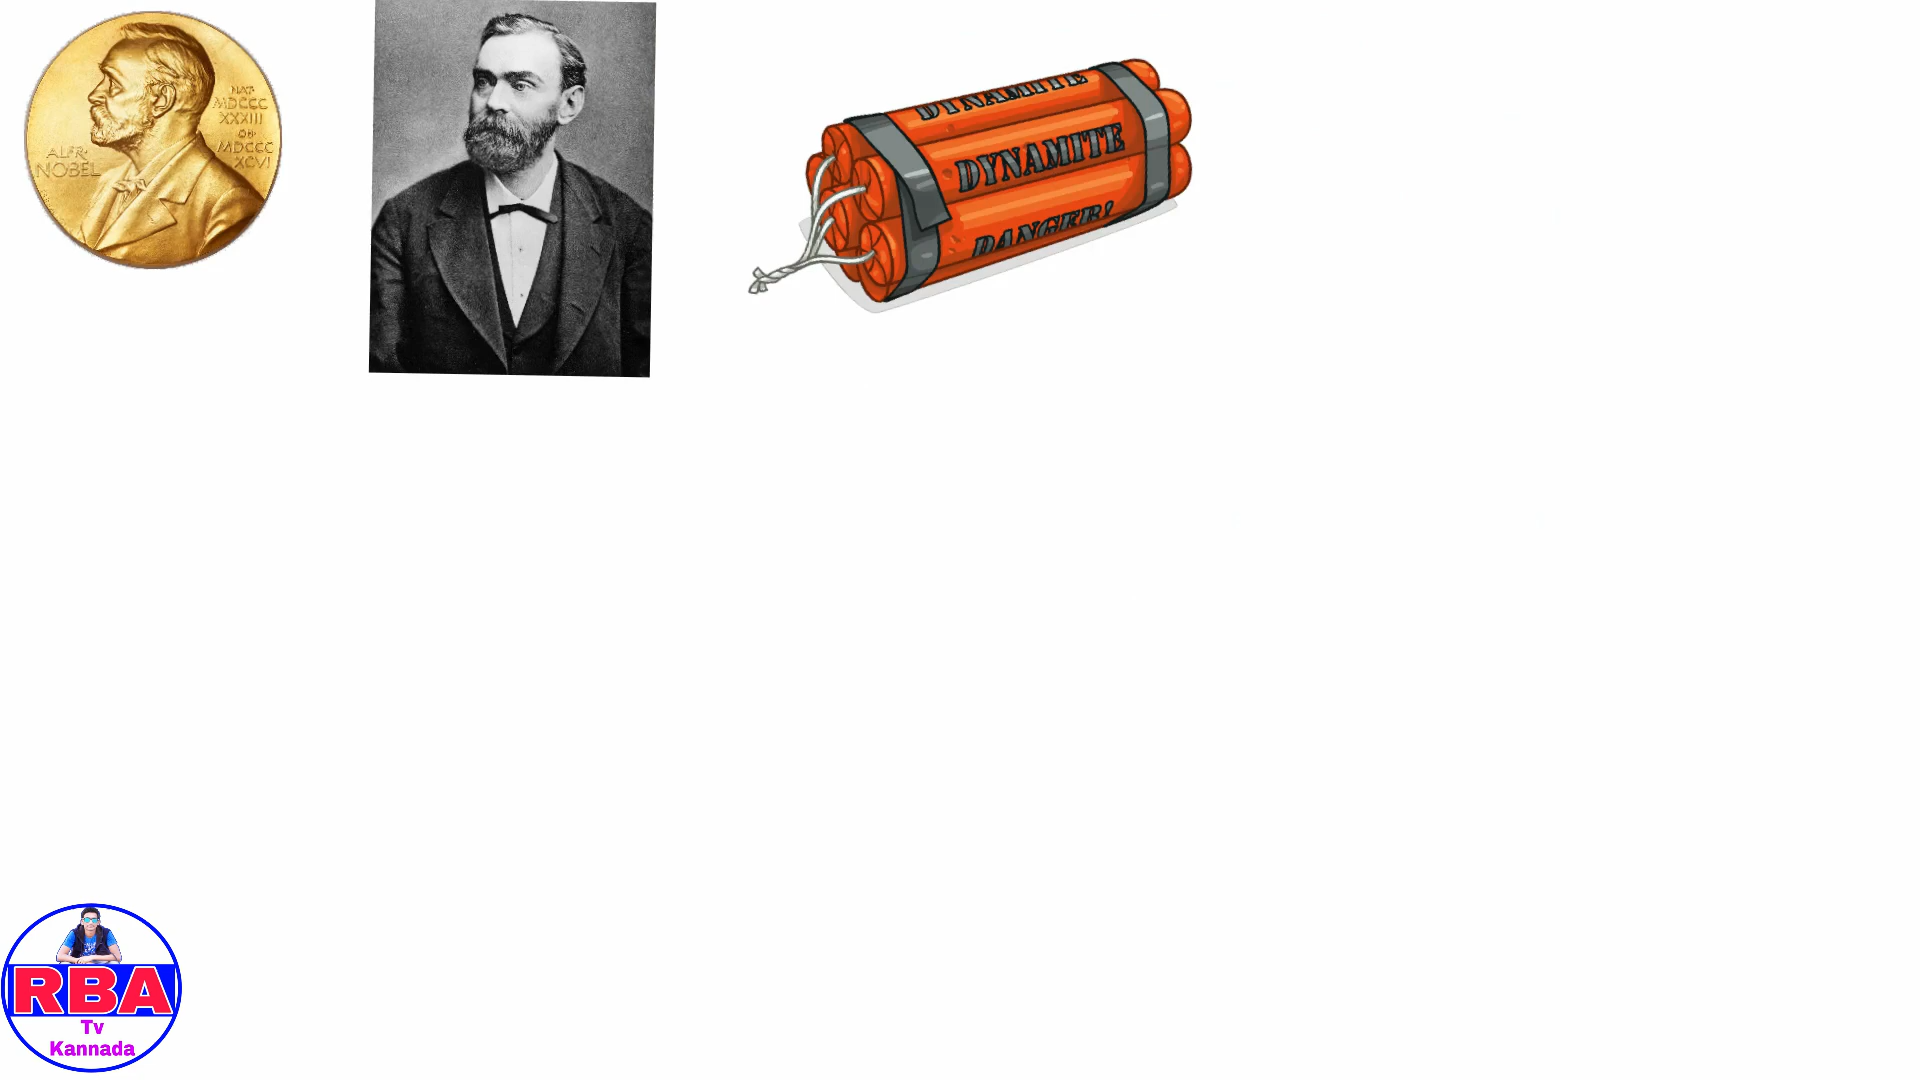 NAT·
MDCCC
XXXIII
OB·
MDCCC
XCVI
ALFR·
NOBEL
DYNAMITE
DYNAMITE
DANGER!
RBA
Tv
Kannada